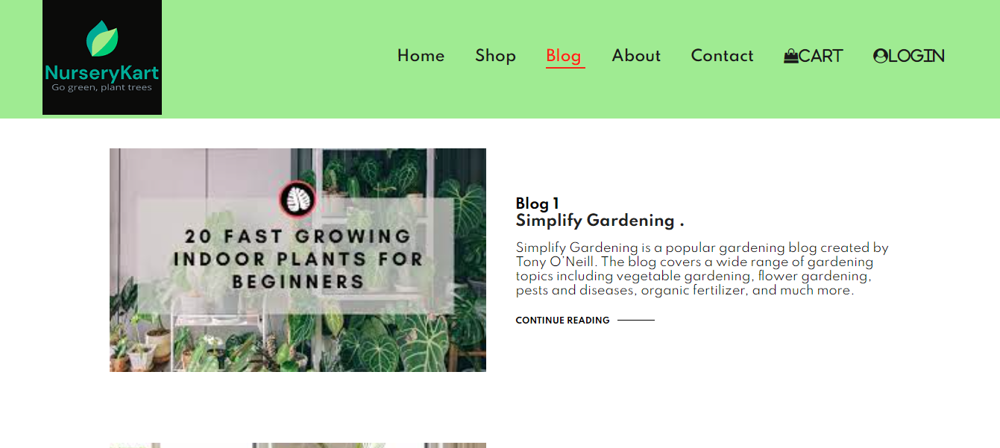 NurseryKart
Go green, plant trees
Home Shop Blog About Contact CART LOGIN
20 FAST GROWING
INDOOR PLANTS FOR
BEGINNERS
Blog 1
Simplify Gardening .
Simplify Gardening is a popular gardening blog created by
Tony O'Neill. The blog covers a wide range of gardening
topics including vegetable gardening, flower gardening,
pests and diseases, organic fertilizer, and much more.
CONTINUE READING